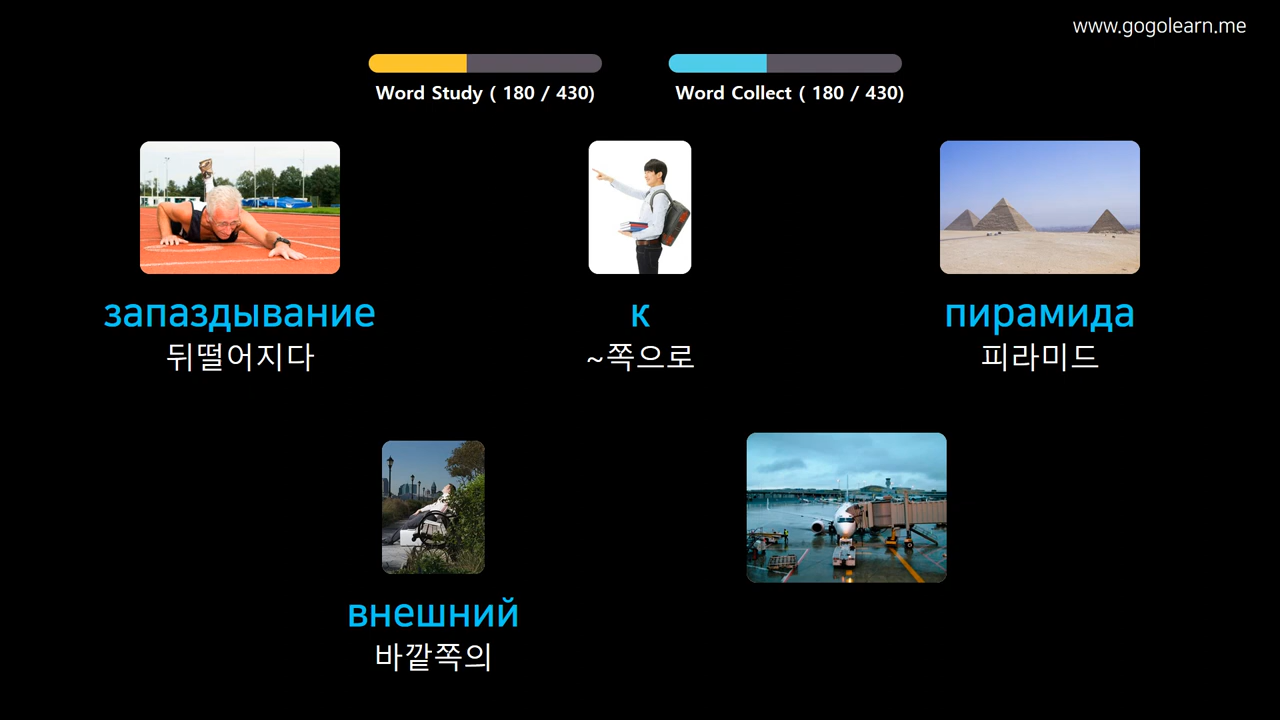 www.gogolearn.me
Word Study ( 180 / 430)
Word Collect ( 180 / 430)
запаздывание
뒤떨어지다
к
~쪽으로
пирамида
피라미드
внешний
바깥쪽의